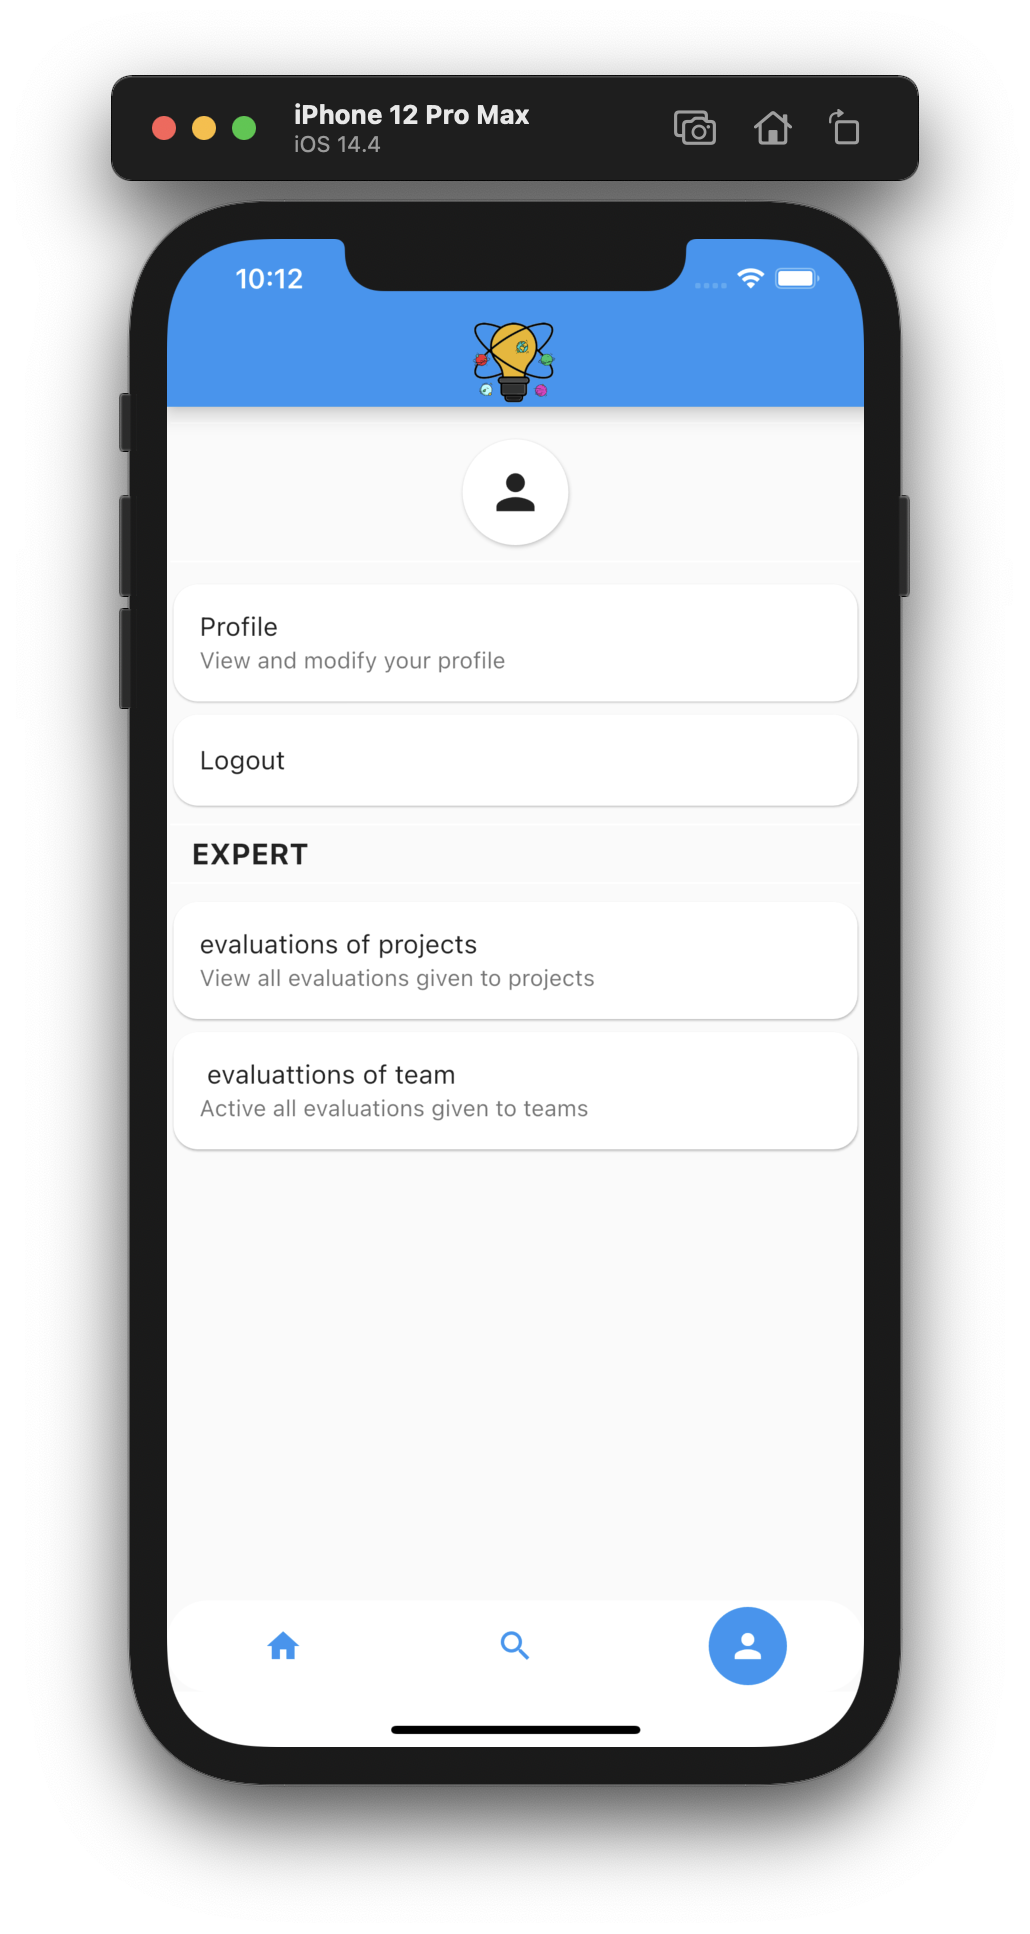 iPhone 12 Pro Max
iOS 14.4
10:12
Profile
View and modify your profile
Logout
EXPERT
evaluations of projects
View all evaluations given to projects
evaluattions of team
Active all evaluations given to teams